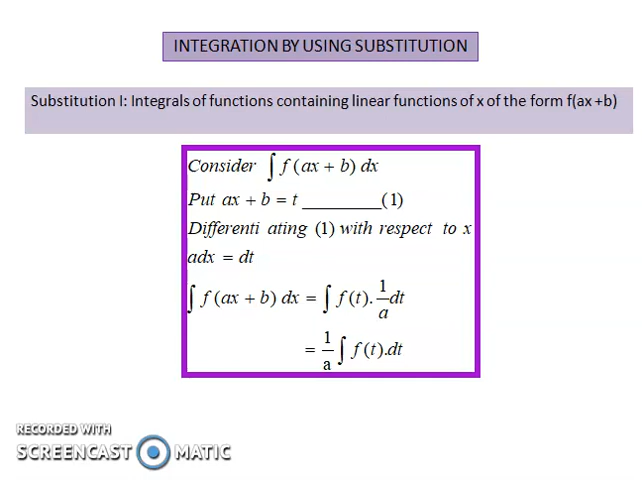 INTEGRATION BY USING SUBSTITUTION
Substitution I: Integrals of functions containing linear functions of x of the form f(ax +b)
Consider ∫ f (ax + b) dx
Put ax + b = t ________(1)
Differenti ating (1) with respect to x
adx = dt
∫ f (ax + b) dx = ∫ f (t). 1/a dt
= 1/a ∫ f (t).dt
RECORDED WITH
SCREENCAST MATIC